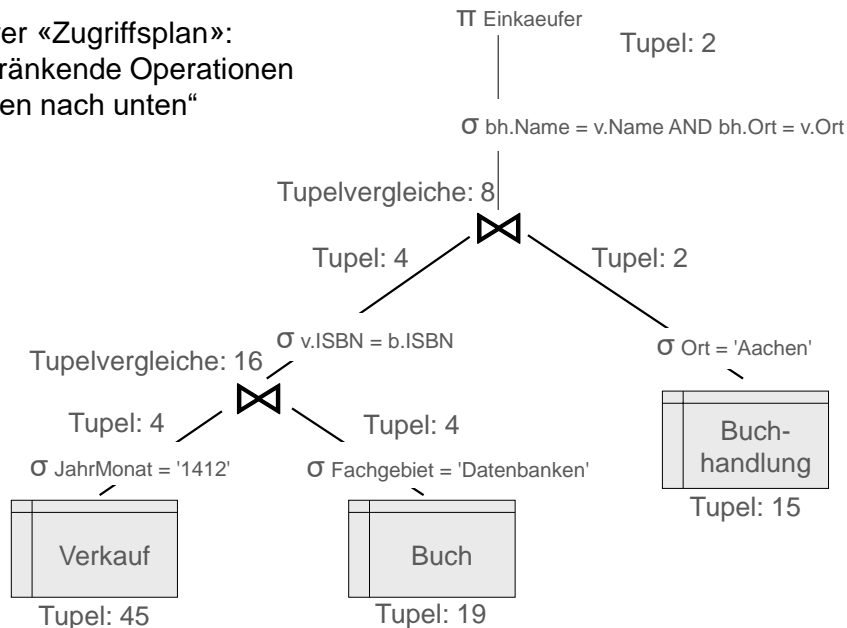 er «Zugriffsplan»:
ränkende Operationen
en nach unten“
π Einkaeufer
Tupel: 2
σ bh.Name = v.Name AND bh.Ort = v.Ort
Tupelvergleiche: 8
Tupel: 4
Tupel: 2
σ v.ISBN = b.ISBN
σ Ort = 'Aachen'
Tupelvergleiche: 16
Tupel: 4
Tupel: 4
Buch-
handlung
σ JahrMonat = '1412'
σ Fachgebiet = 'Datenbanken'
Tupel: 15
Verkauf
Buch
Tupel: 45
Tupel: 19